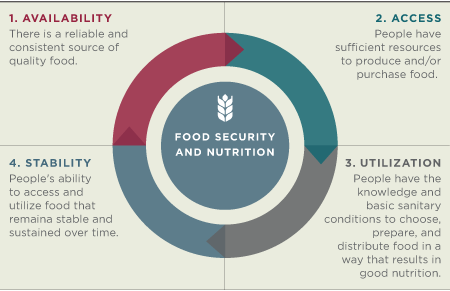 1. AVAILABILITY
There is a reliable and
consistent source of
quality food.
2. ACCESS
People have
sufficient resources
to produce and/or
purchase food.
FOOD SECURITY
AND NUTRITION
3. UTILIZATION
People have the
knowledge and
basic sanitary
conditions to choose,
prepare, and
distribute food in a
way that results in
good nutrition.
4. STABILITY
People's ability
to access and
utilize food that
remaina stable and
sustained over time.